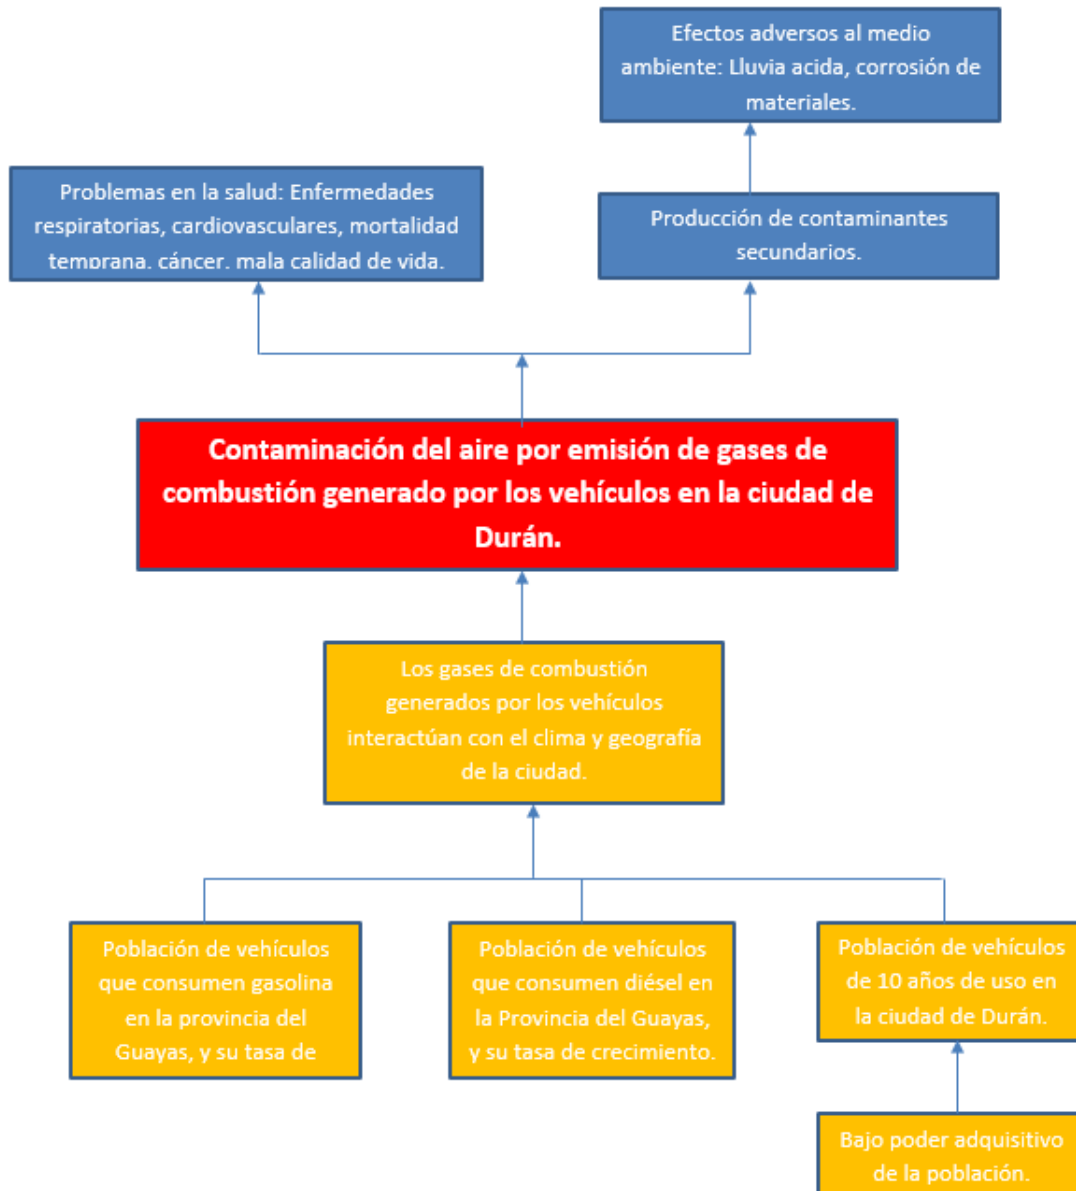 Efectos adversos al medio
ambiente: Lluvia acida, corrosión de
materiales.
Problemas en la salud: Enfermedades
respiratorias, cardiovasculares, mortalidad
temprana, cáncer, mala calidad de vida.
Producción de contaminantes
secundarios.
Contaminación del aire por emisión de gases de
combustión generado por los vehículos en la ciudad de
Durán.
Los gases de combustión
generados por los vehículos
interactúan con el clima y geografía
de la ciudad.
Población de vehículos
que consumen gasolina
en la provincia del
Guayas, y su tasa de
Población de vehículos
que consumen diésel en
la Provincia del Guayas,
y su tasa de crecimiento.
Población de vehículos
de 10 años de uso en
la ciudad de Durán.
Bajo poder adquisitivo
de la población.